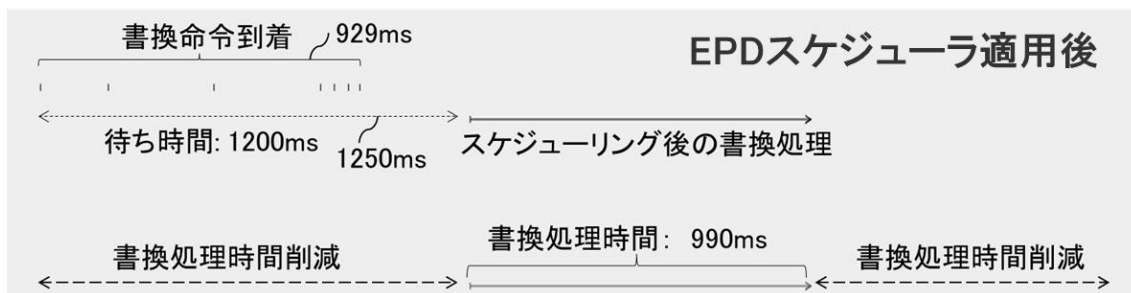 書換命令到着
929ms
EPDスケジューラ適用後
待ち時間: 1200ms
1250ms
スケジューリング後の書換処理
書換処理時間削減
書換処理時間: 990ms
書換処理時間削減